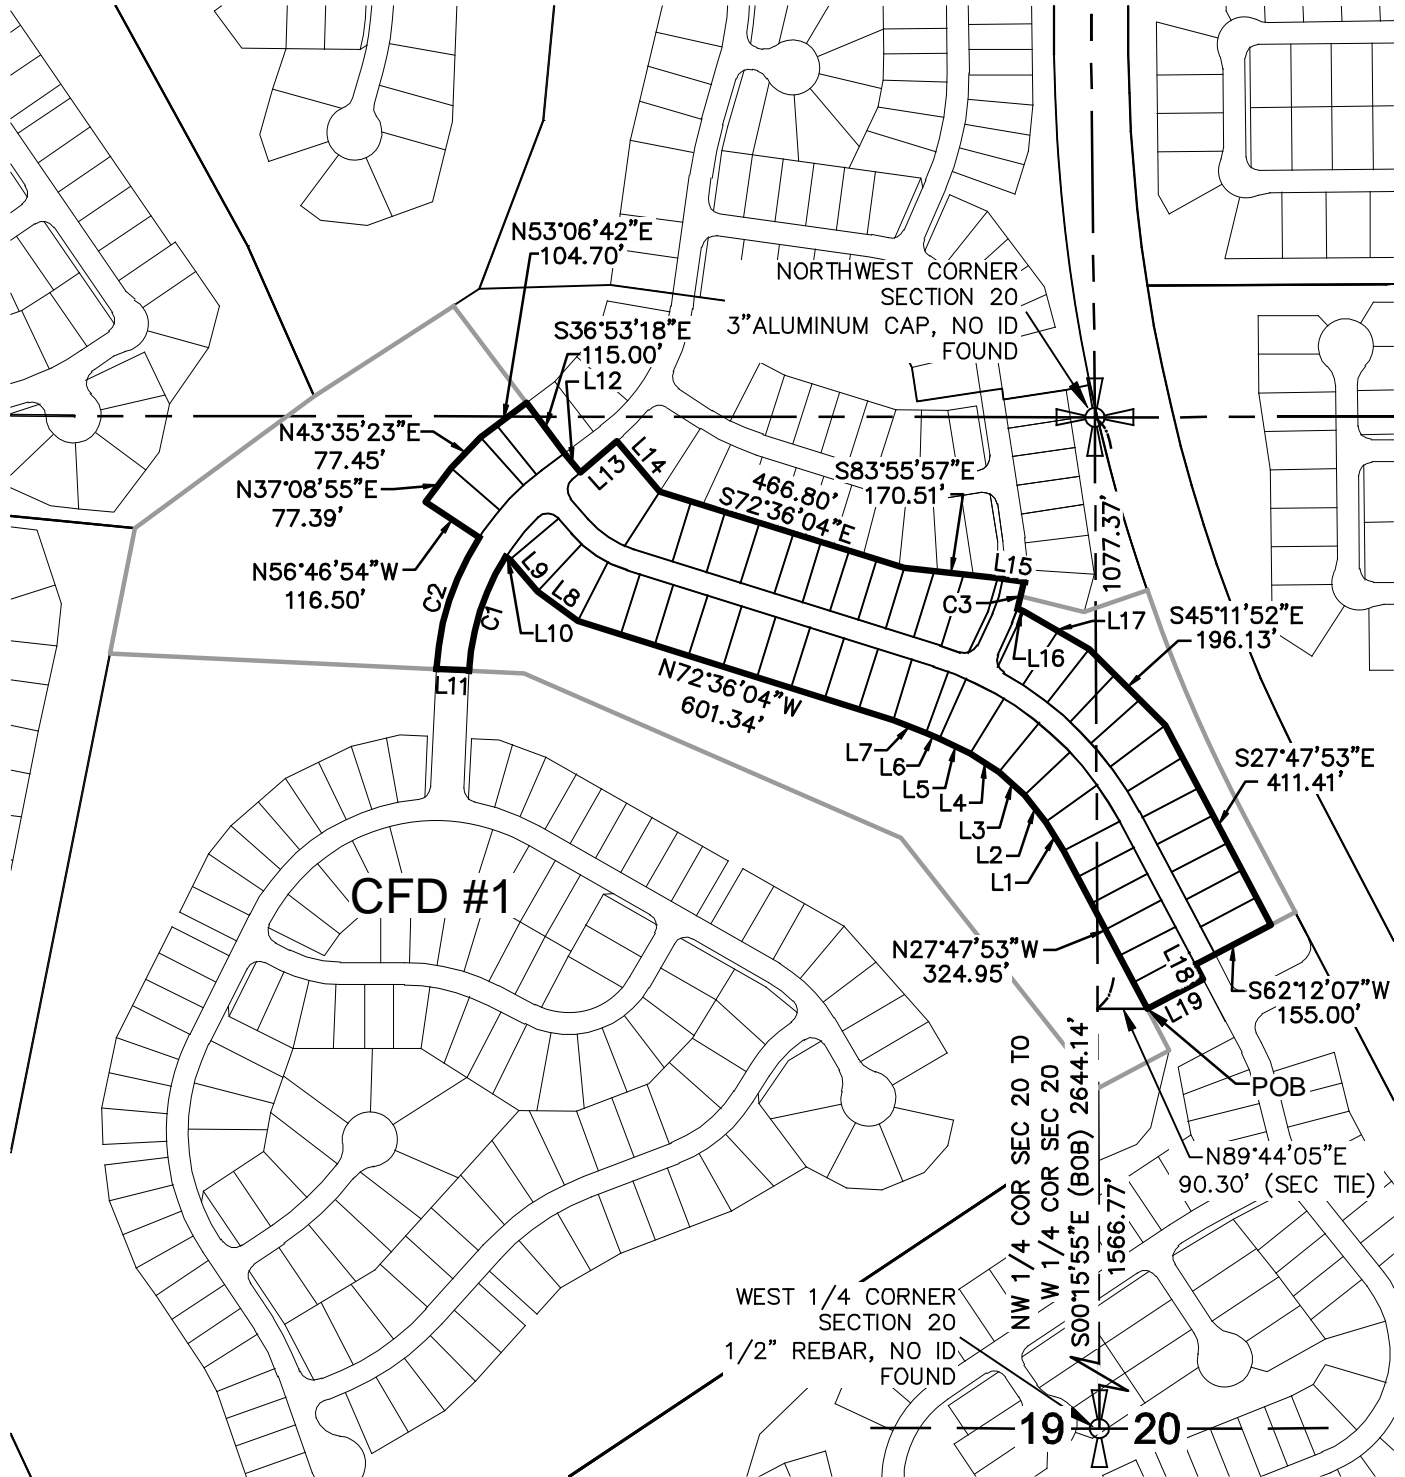 N53°06'42"E
104.70'
NORTHWEST CORNER
SECTION 20
3"ALUMINUM CAP, NO ID
FOUND
S36°53'18"E
115.00'
L12
N43°35'23"E
77.45'
N37°08'55"E
77.39'
N56°46'54"W
116.50'
L13
L14
466.80'
S72°36'04"E
S83°55'57"E
170.51'
L15
1077.37'
C3
L17
L16
S45°11'52"E
196.13'
C2
C1
L9
L8
L10
L11
N72°36'04"W
601.34'
L7
L6
L5
L4
L3
L2
L1
S27°47'53"E
411.41'
CFD #1
N27°47'53"W
324.95'
L18
L19
S62°12'07"W
155.00'
POB
N89°44'05"E
90.30' (SEC TIE)
NW 1/4 COR SEC 20 TO
W 1/4 COR SEC 20
S00°15'55"E (BOB) 2644.14'
1566.77'
WEST 1/4 CORNER
SECTION 20
1/2" REBAR, NO ID
FOUND
19
20